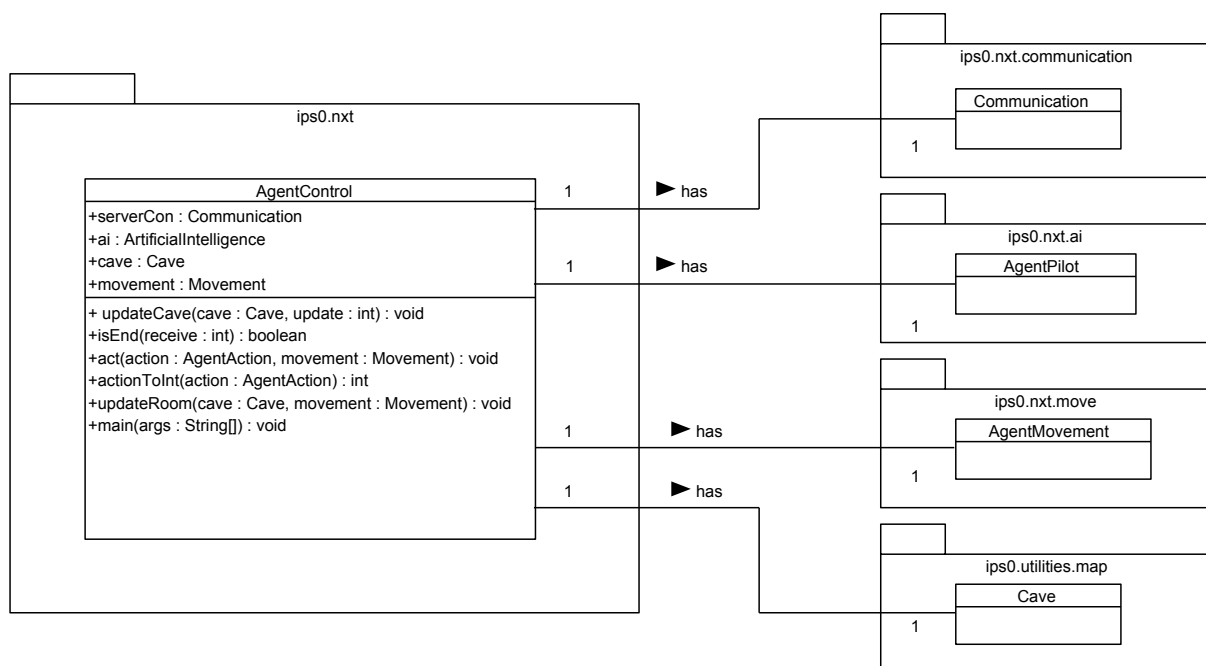 ips0.nxt
AgentControl
+serverCon : Communication
+ai : ArtificialIntelligence
+cave : Cave
+movement : Movement
+ updateCave(cave : Cave, update : int) : void
+isEnd(receive : int) : boolean
+act(action : AgentAction, movement : Movement) : void
+actionToInt(action : AgentAction) : int
+updateRoom(cave : Cave, movement : Movement) : void
+main(args : String[]) : void
1
has
1
has
1
has
1
has
ips0.nxt.communication
Communication
1
ips0.nxt.ai
AgentPilot
1
ips0.nxt.move
AgentMovement
1
ips0.utilities.map
Cave
1